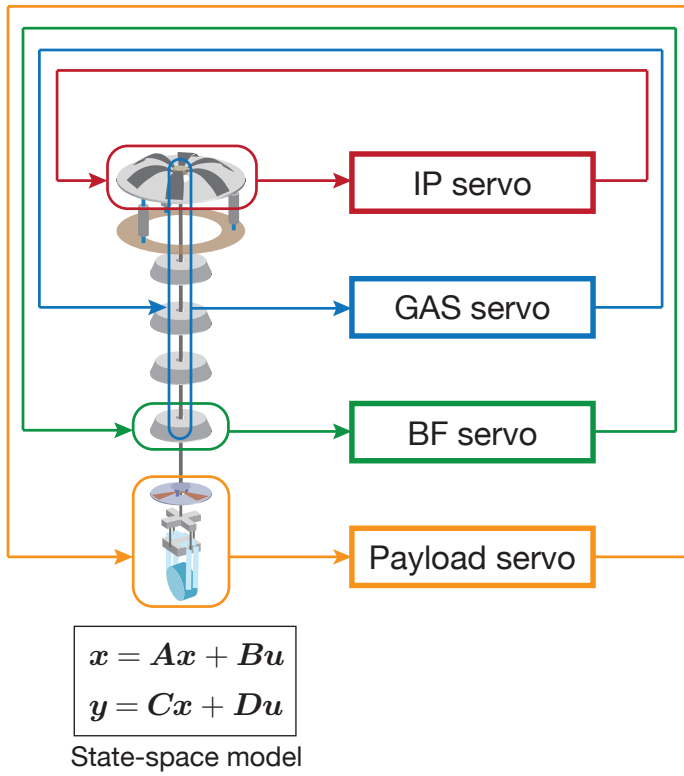 IP servo
GAS servo
BF servo
Payload servo
x = Ax + Bu
y = Cx + Du
State-space model